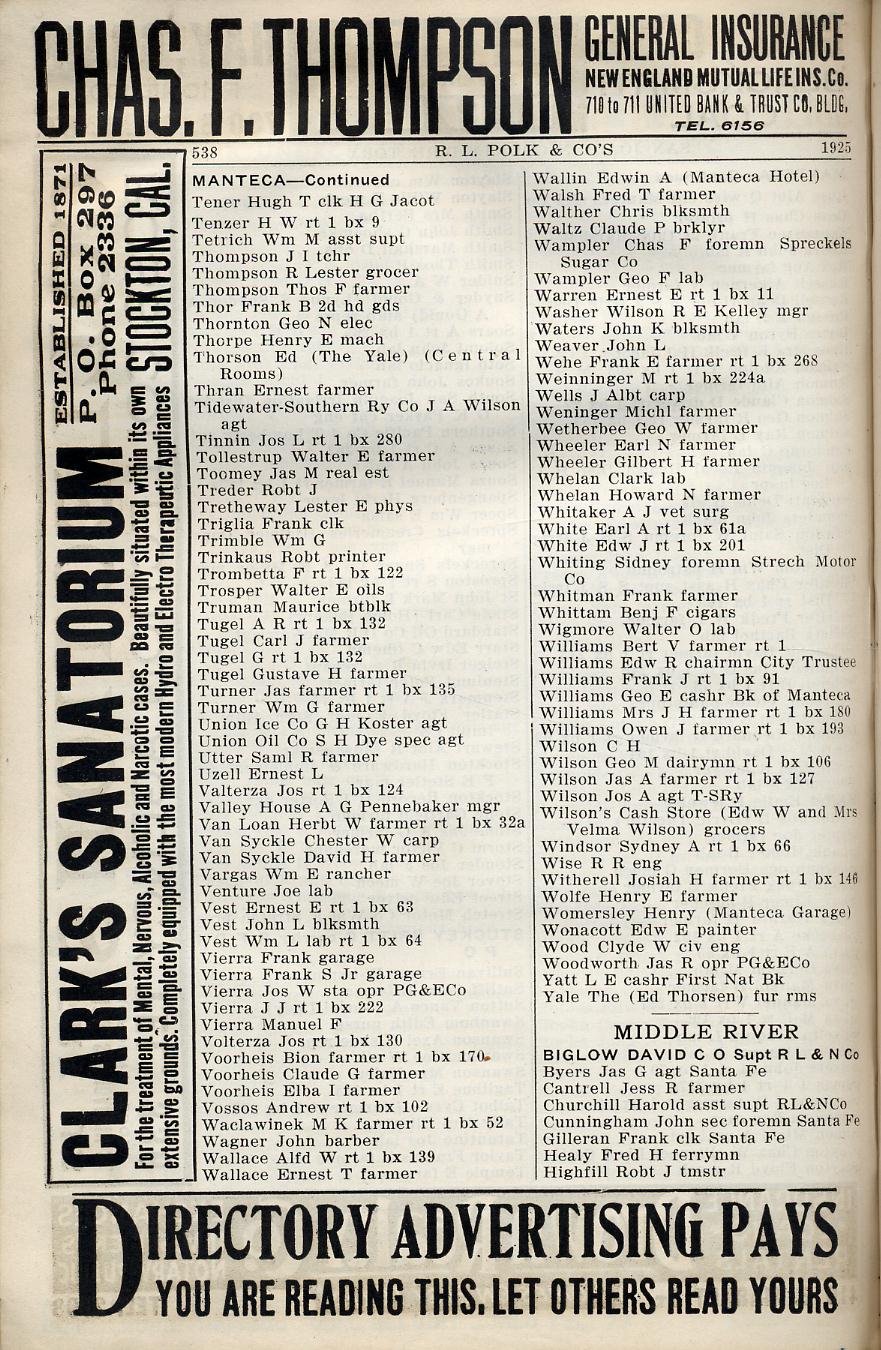 CHAS. F. THOMPSON
GENERAL INSURANCE
NEW ENGLAND MUTUAL LIFE INS. Co.
710 to 711 UNITED BANK & TRUST CO. BLDG,
TEL. 6156
538 R. L. POLK & CO'S 1925
CLARK'S SANATORIUM
ESTABLISHED 1871
P. O. Box 297
Phone 2336
STOCKTON, CAL.
For the treatment of Mental, Nervous, Alcoholic and Narcotic cases. Beautifully situated within its own
extensive grounds. Completely equipped with the most modern Hydro and Electro Therapeutic Appliances
MANTECA—Continued
Tener Hugh T clk H G Jacot
Tenzer H W rt 1 bx 9
Tetrich Wm M asst supt
Thompson J I tchr
Thompson R Lester grocer
Thompson Thos F farmer
Thor Frank B 2d hd gds
Thornton Geo N elec
Thorpe Henry E mach
Thorson Ed (The Yale) (Central
Rooms)
Thran Ernest farmer
Tidewater-Southern Ry Co J A Wilson
agt
Tinnin Jos L rt 1 bx 280
Tollestrup Walter E farmer
Toomey Jas M real est
Treder Robt J
Tretheway Lester E phys
Triglia Frank clk
Trimble Wm G
Trinkaus Robt printer
Trombetta F rt 1 bx 122
Trosper Walter E oils
Truman Maurice btblk
Tugel A R rt 1 bx 132
Tugel Carl J farmer
Tugel G rt 1 bx 132
Tugel Gustave H farmer
Turner Jas farmer rt 1 bx 135
Turner Wm G farmer
Union Ice Co G H Koster agt
Union Oil Co S H Dye spec agt
Utter Saml R farmer
Uzell Ernest L
Valterza Jos rt 1 bx 124
Valley House A G Pennebaker mgr
Van Loan Herbt W farmer rt 1 bx 32a
Van Syckle Chester W carp
Van Syckle David H farmer
Vargas Wm E rancher
Venture Joe lab
Vest Ernest E rt 1 bx 63
Vest John L blksmth
Vest Wm L lab rt 1 bx 64
Vierra Frank garage
Vierra Frank S Jr garage
Vierra Jos W sta opr PG&ECo
Vierra J J rt 1 bx 222
Vierra Manuel F
Volterza Jos rt 1 bx 130
Voorheis Bion farmer rt 1 bx 170
Voorheis Claude G farmer
Voorheis Elba I farmer
Vossos Andrew rt 1 bx 102
Waclawinek M K farmer rt 1 bx 52
Wagner John barber
Wallace Alfd W rt 1 bx 139
Wallace Ernest T farmer
Wallin Edwin A (Manteca Hotel)
Walsh Fred T farmer
Walther Chris blksmth
Waltz Claude P brklyr
Wampler Chas F foremn Spreckels
Sugar Co
Wampler Geo F lab
Warren Ernest E rt 1 bx 11
Washer Wilson R E Kelley mgr
Waters John K blksmth
Weaver John L
Wehe Frank E farmer rt 1 bx 268
Weinninger M rt 1 bx 224a
Wells J Albt carp
Weninger Michl farmer
Wetherbee Geo W farmer
Wheeler Earl N farmer
Wheeler Gilbert H farmer
Whelan Clark lab
Whelan Howard N farmer
Whitaker A J vet surg
White Earl A rt 1 bx 61a
White Edw J rt 1 bx 201
Whiting Sidney foremn Strech Motor
Co
Whitman Frank farmer
Whittam Benj F cigars
Wigmore Walter O lab
Williams Bert V farmer rt 1
Williams Edw R chairmn City Trustee
Williams Frank J rt 1 bx 91
Williams Geo E cashr Bk of Manteca
Williams Mrs J H farmer rt 1 bx 180
Williams Owen J farmer rt 1 bx 193
Wilson C H
Wilson Geo M dairymn rt 1 bx 106
Wilson Jas A farmer rt 1 bx 127
Wilson Jos A agt T-SRy
Wilson's Cash Store (Edw W and Mrs
Velma Wilson) grocers
Windsor Sydney A rt 1 bx 66
Wise R R eng
Witherell Josiah H farmer rt 1 bx 146
Wolfe Henry E farmer
Womersley Henry (Manteca Garage)
Wonacott Edw E painter
Wood Clyde W civ eng
Woodworth Jas R opr PG&ECo
Yatt L E cashr First Nat Bk
Yale The (Ed Thorsen) fur rms
MIDDLE RIVER
BIGLOW DAVID C O Supt R L & N Co
Byers Jas G agt Santa Fe
Cantrell Jess R farmer
Churchill Harold asst supt RL&NCo
Cunningham John sec foremn Santa Fe
Gilleran Frank clk Santa Fe
Healy Fred H ferrymn
Highfill Robt J tmstr
DIRECTORY ADVERTISING PAYS
YOU ARE READING THIS. LET OTHERS READ YOURS